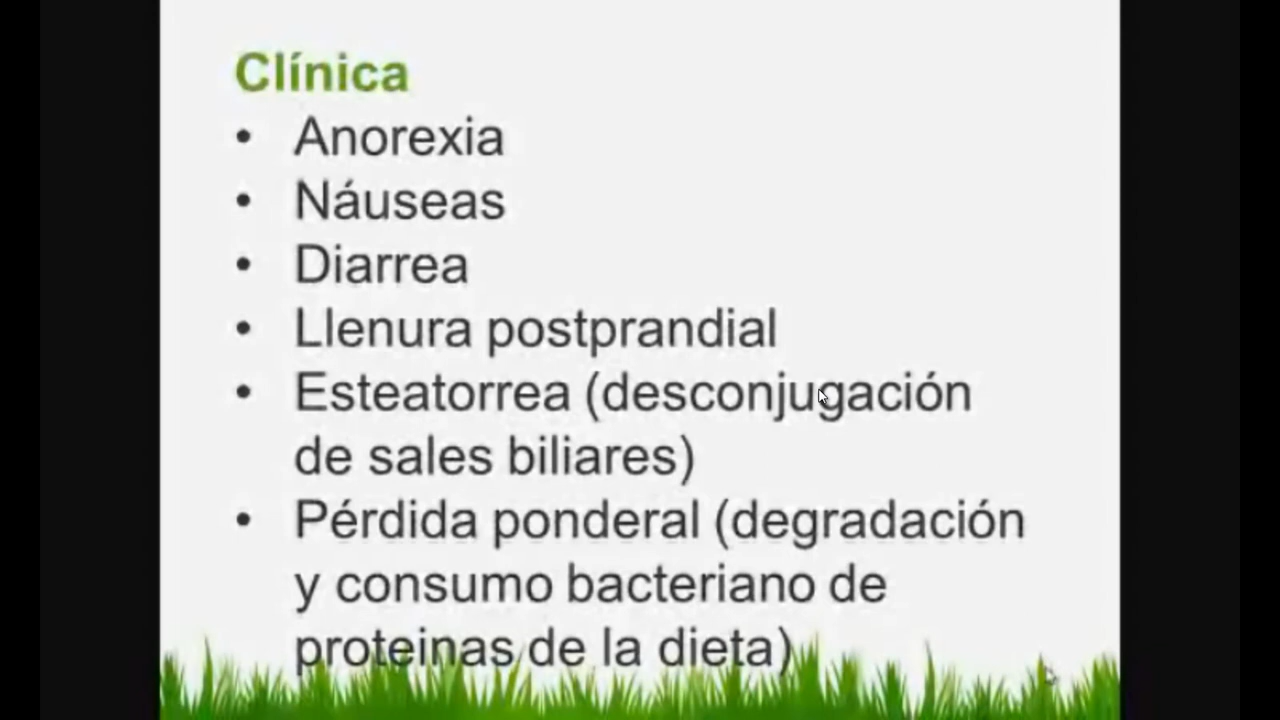 Clínica
• Anorexia
• Náuseas
• Diarrea
• Llenura postprandial
• Esteatorrea (desconjugación
de sales biliares)
• Pérdida ponderal (degradación
y consumo bacteriano de
proteinas de la dieta)